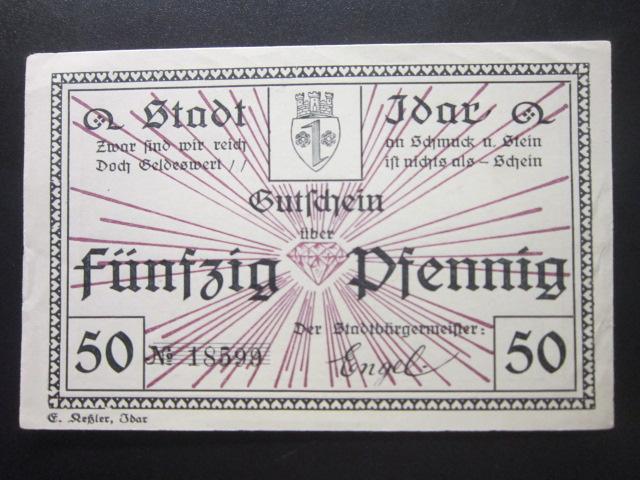 Stadt Idar
Zwar sind wir reich an Schmuck u. Stein
Doch Geldeswert // ist nichts als – Schein
Gutschein
über
fünfzig Pfennig
Der Stadtbürgermeister:
50 № 18599 Engel. 50
E. Keßler, Idar